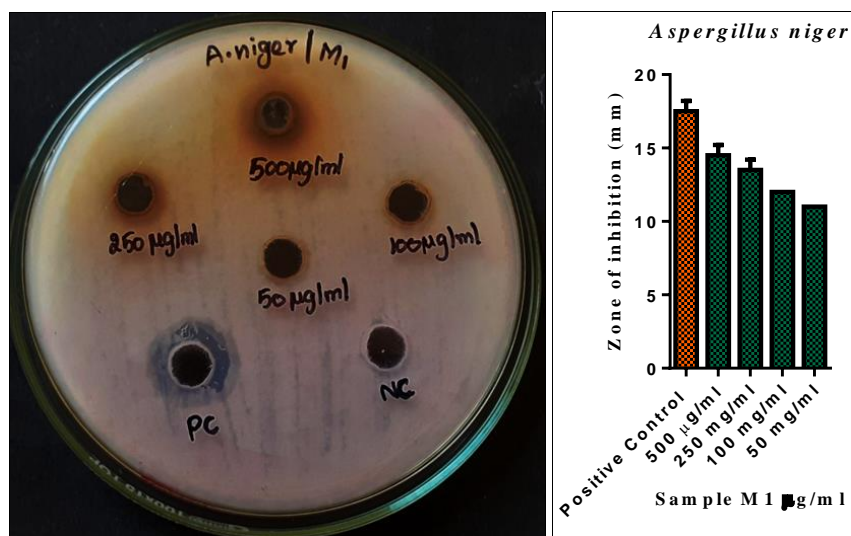 A.niger / M1
500µg/ml
250 µg/ml
100µg/ml
50 µg/ml
PC
NC
Aspergillus niger
Zone of inhibition (mm)
20
15
10
5
0
Positive Control
500 µg/ml
250 mg/ml
100 mg/ml
50 mg/ml
Sample M1 µg/ml